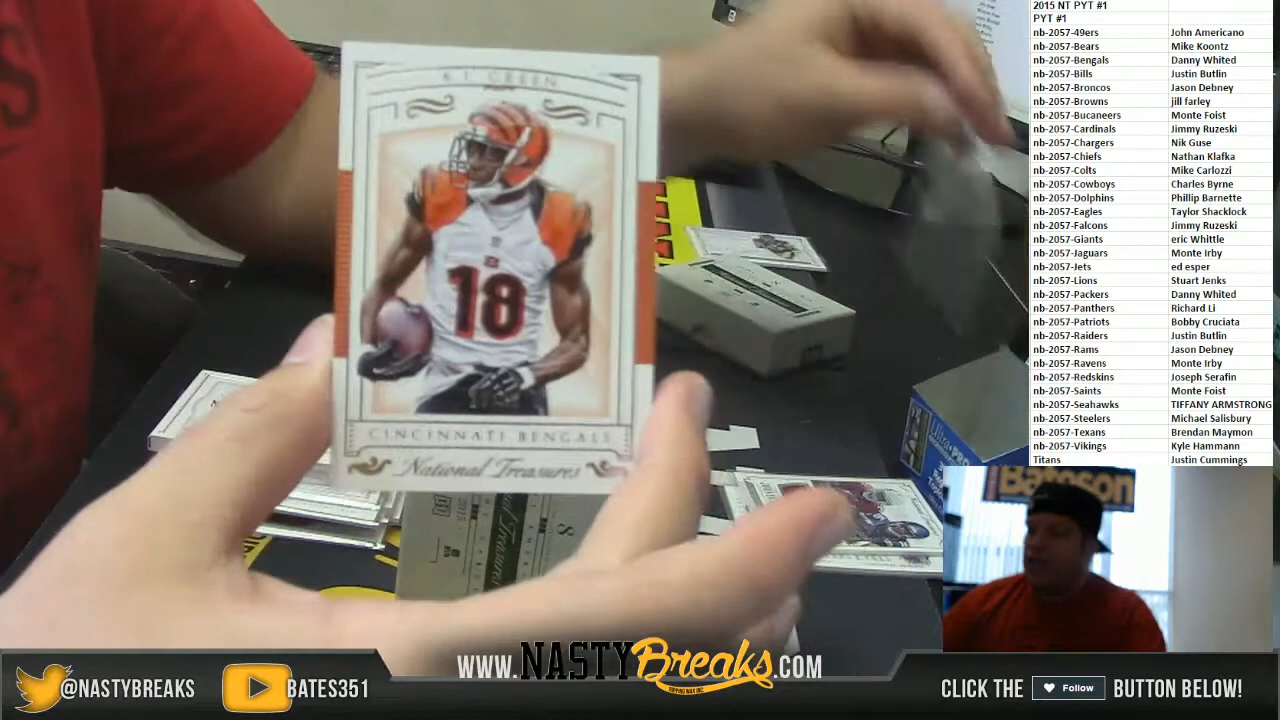 A.J. GREEN
18
CINCINNATI BENGALS
National Treasures
2015 NT PYT #1
PYT #1
nb-2057-49ers John Americano
nb-2057-Bears Mike Koontz
nb-2057-Bengals Danny Whited
nb-2057-Bills Justin Butlin
nb-2057-Broncos Jason Debney
nb-2057-Browns jill farley
nb-2057-Bucaneers Monte Foist
nb-2057-Cardinals Jimmy Ruzeski
nb-2057-Chargers Nik Guse
nb-2057-Chiefs Nathan Klafka
nb-2057-Colts Mike Carlozzi
nb-2057-Cowboys Charles Byrne
nb-2057-Dolphins Phillip Barnette
nb-2057-Eagles Taylor Shacklock
nb-2057-Falcons Jimmy Ruzeski
nb-2057-Giants eric Whittle
nb-2057-Jaguars Monte Irby
nb-2057-Jets ed esper
nb-2057-Lions Stuart Jenks
nb-2057-Packers Danny Whited
nb-2057-Panthers Richard Li
nb-2057-Patriots Bobby Cruciata
nb-2057-Raiders Justin Butlin
nb-2057-Rams Jason Debney
nb-2057-Ravens Monte Irby
nb-2057-Redskins Joseph Serafin
nb-2057-Saints Monte Foist
nb-2057-Seahawks TIFFANY ARMSTRONG
nb-2057-Steelers Michael Salisbury
nb-2057-Texans Brendan Maymon
nb-2057-Vikings Kyle Hammann
Titans Justin Cummings
Bateson
@NASTYBREAKS
BATES351
WWW.NASTYBreaks.COM
RIPPING WAX INC
CLICK THE Follow BUTTON BELOW!